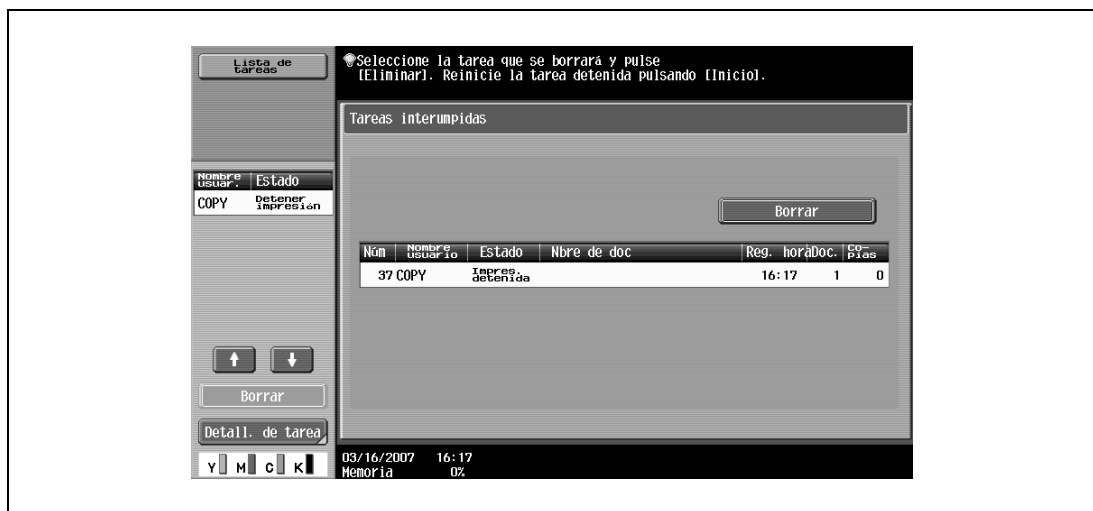 Lista de
tareas
Seleccione la tarea que se borrará y pulse
[Eliminar]. Reinicie la tarea detenida pulsando [Inicio].
Tareas interumpidas
Nombre
usuar. Estado
COPY Detener
impresión
Borrar
Núm Nombre
usuario Estado Nbre de doc Reg. hora Doc. Co-
pias
37 COPY Impres.
detenida 16:17 1 0
Borrar
Detall. de tarea
Y M C K
03/16/2007 16:17
Memoria 0%